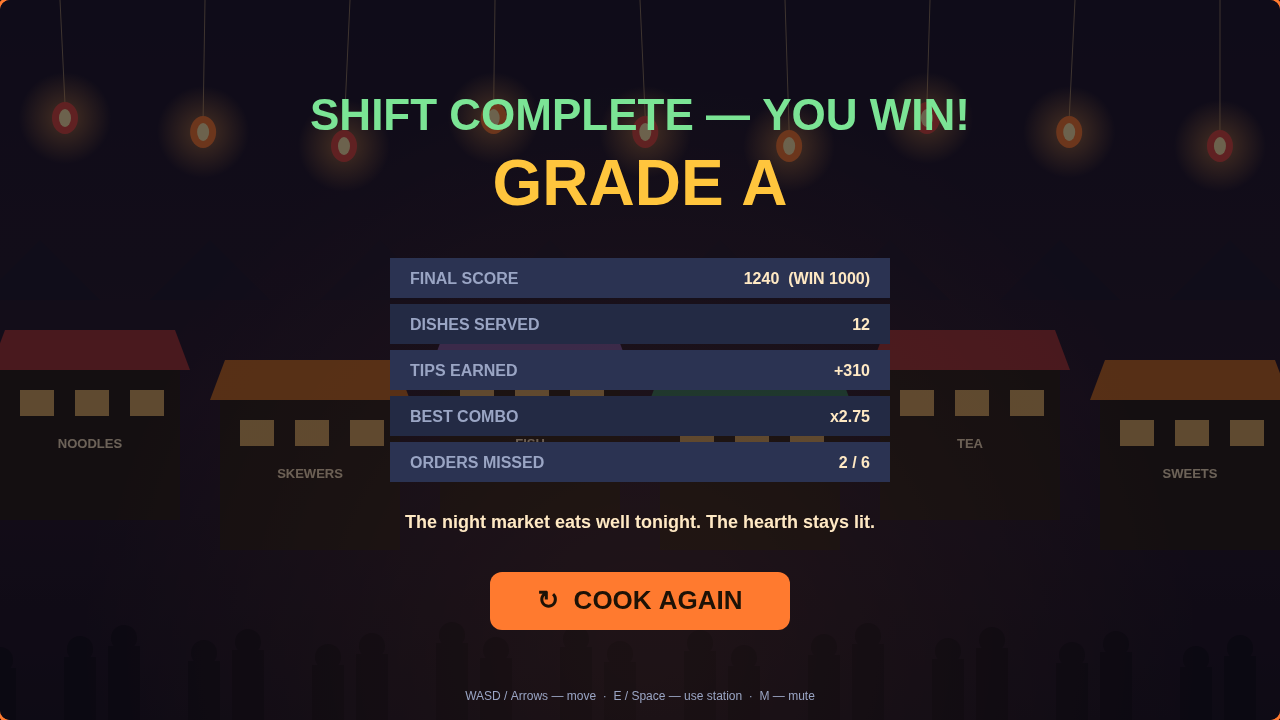 SHIFT COMPLETE — YOU WIN!
GRADE A
FINAL SCORE 1240 (WIN 1000)
DISHES SERVED 12
TIPS EARNED +310
BEST COMBO x2.75
ORDERS MISSED 2 / 6
NOODLES
SKEWERS
FISH
TEA
SWEETS
The night market eats well tonight. The hearth stays lit.
↻ COOK AGAIN
WASD / Arrows — move · E / Space — use station · M — mute